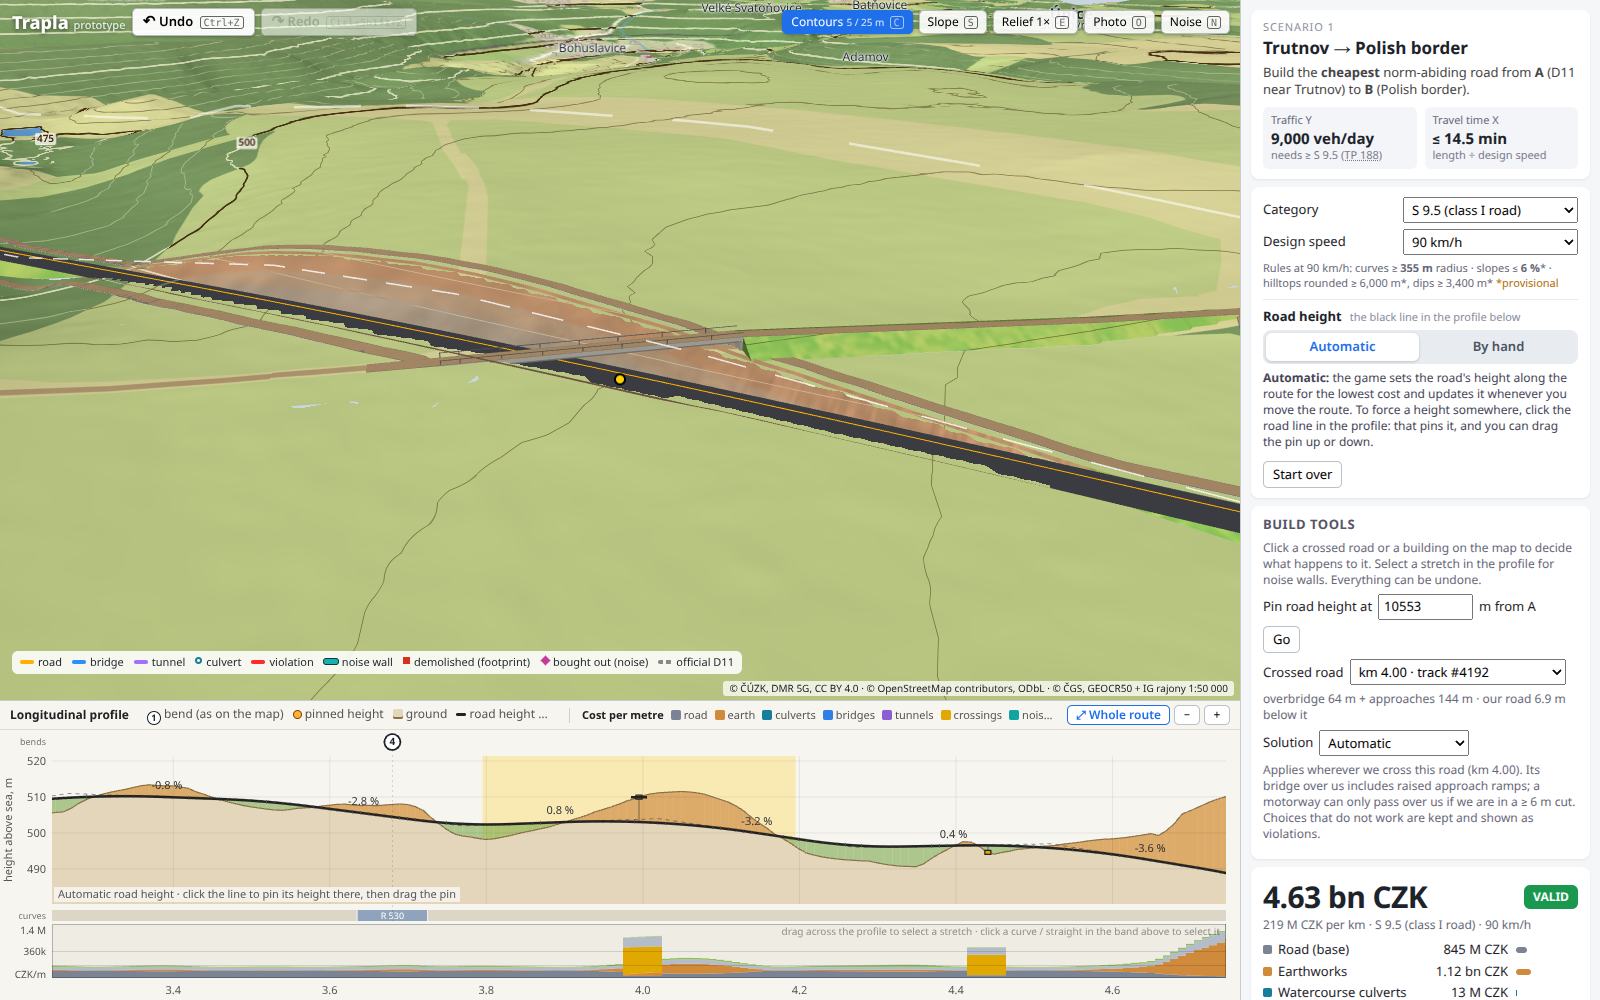 Trapla prototype
↶ Undo Ctrl+Z
↷ Redo
Contours 5 / 25 m C
Slope S
Relief 1× E
Photo O
Noise N
Velké Svatoňovice
Batňovice
Bohuslavice
Adamov
475
500
road
bridge
tunnel
culvert
violation
noise wall
demolished (footprint)
bought out (noise)
official D11
© ČÚZK, DMR 5G, CC BY 4.0 · © OpenStreetMap contributors, ODbL · © ČGS, GEOCR50 + IG rajony 1:50 000
Longitudinal profile
1 bend (as on the map)
pinned height
ground
road height ...
Cost per metre
road
earth
culverts
bridges
tunnels
crossings
nois...
⤢ Whole route
−
+
bends
4
height above sea, m
520
510
500
490
-0.8 %
-2.8 %
0.8 %
-3.2 %
0.4 %
-3.6 %
Automatic road height · click the line to pin its height there, then drag the pin
curves
R 530
drag across the profile to select a stretch · click a curve / straight in the band above to select it
1.4 M
360k
CZK/m
3.4
3.6
3.8
4.0
4.2
4.4
4.6
SCENARIO 1
Trutnov → Polish border
Build the cheapest norm-abiding road from A (D11
near Trutnov) to B (Polish border).
Traffic Y
9,000 veh/day
needs ≥ S 9.5 (TP 188)
Travel time X
≤ 14.5 min
length ÷ design speed
Category
S 9.5 (class I road)
Design speed
90 km/h
Rules at 90 km/h: curves ≥ 355 m radius · slopes ≤ 6 %* ·
hilltops rounded ≥ 6,000 m*, dips ≥ 3,400 m* *provisional
Road height the black line in the profile below
Automatic
By hand
Automatic: the game sets the road's height along the
route for the lowest cost and updates it whenever you
move the route. To force a height somewhere, click the
road line in the profile: that pins it, and you can drag
the pin up or down.
Start over
BUILD TOOLS
Click a crossed road or a building on the map to decide
what happens to it. Select a stretch in the profile for
noise walls. Everything can be undone.
Pin road height at 10553 m from A
Go
Crossed road km 4.00 · track #4192
overbridge 64 m + approaches 144 m · our road 6.9 m
below it
Solution Automatic
Applies wherever we cross this road (km 4.00). Its
bridge over us includes raised approach ramps; a
motorway can only pass over us if we are in a ≥ 6 m cut.
Choices that do not work are kept and shown as
violations.
4.63 bn CZK
VALID
219 M CZK per km · S 9.5 (class I road) · 90 km/h
Road (base) 845 M CZK
Earthworks 1.12 bn CZK
Watercourse culverts 13 M CZK